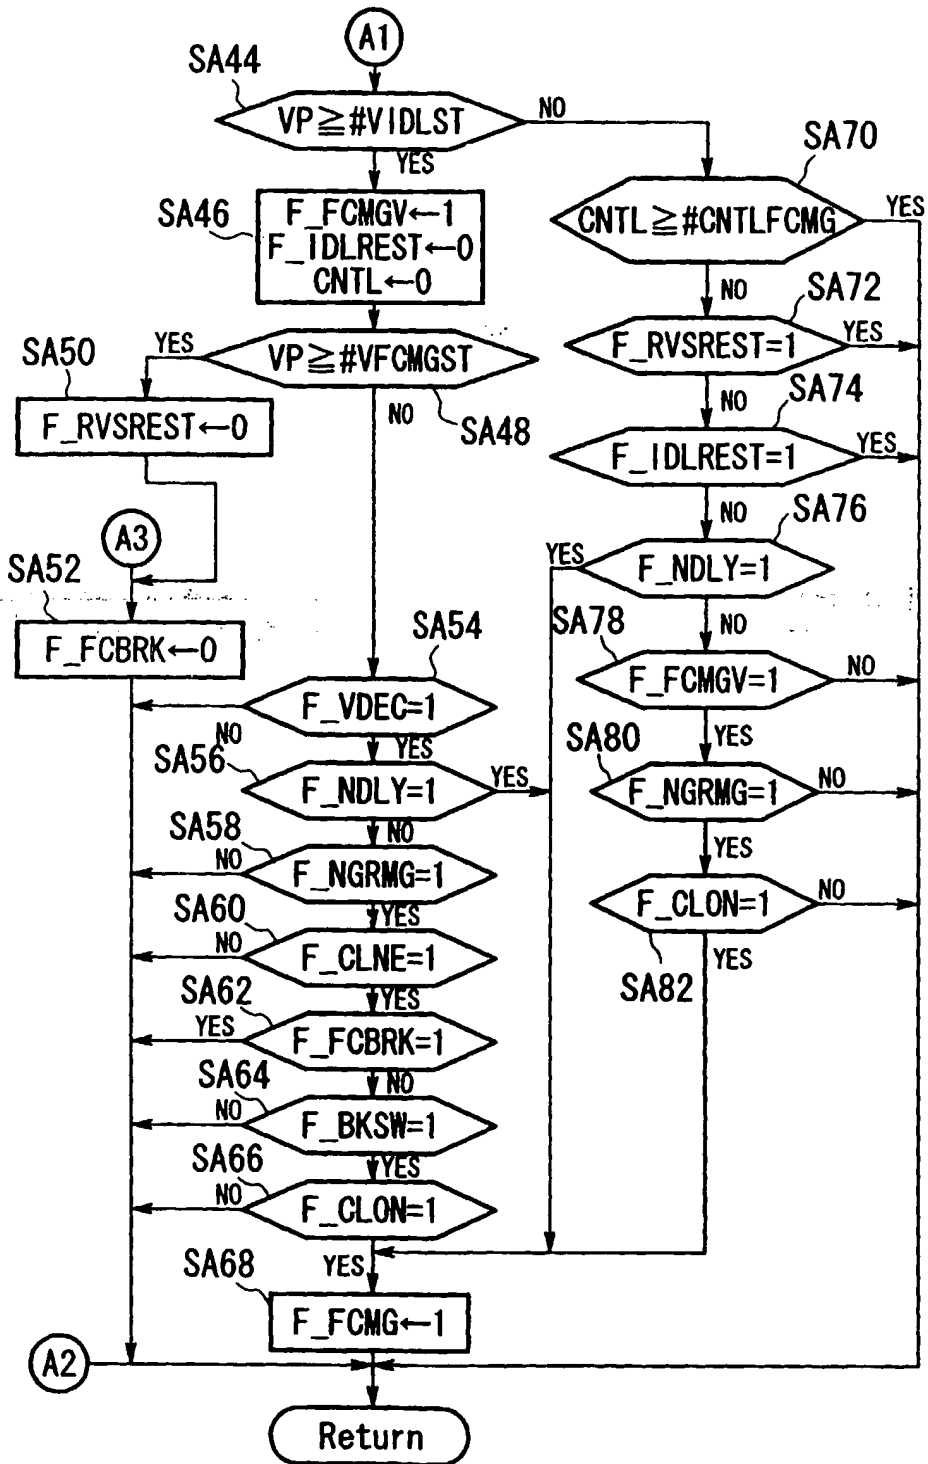 A1
SA44
VP≧#VIDLST
NO
YES
SA70
SA46
F_FCMGV←1
F_IDLREST←0
CNTL←0
CNTL≧#CNTLFCMG
YES
NO
SA72
SA50
YES
VP≧#VFCMGST
F_RVSREST=1
YES
F_RVSREST←0
NO
SA48
NO
SA74
F_IDLREST=1
YES
A3
NO
SA76
SA52
YES
F_NDLY=1
F_FCBRK←0
SA54
SA78
NO
F_VDEC=1
F_FCMGV=1
NO
NO
YES
SA56
SA80
YES
F_NDLY=1
YES
F_NGRMG=1
NO
SA58
NO
NO
F_NGRMG=1
YES
SA60
YES
F_CLON=1
NO
NO
F_CLNE=1
YES
SA62
YES
SA82
YES
F_FCBRK=1
SA64
NO
NO
F_BKSW=1
SA66
YES
NO
F_CLON=1
SA68
YES
F_FCMG←1
A2
Return